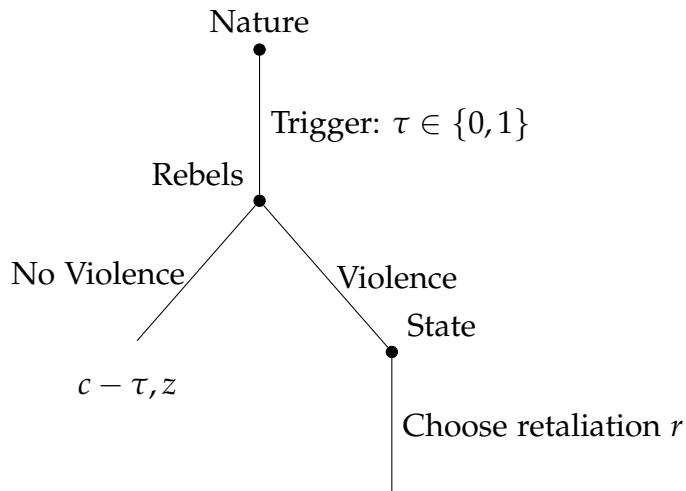 Nature
Trigger: τ ∈ {0, 1}
Rebels
No Violence
Violence
State
c − τ, z
Choose retaliation r